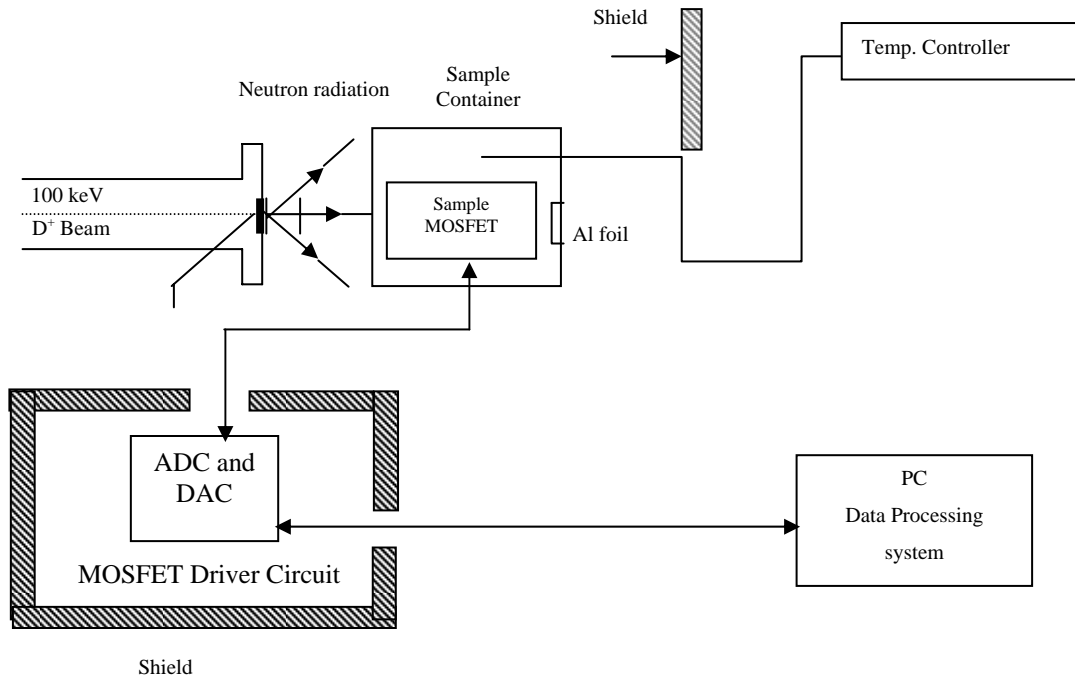 Shield
Temp. Controller
Neutron radiation
Sample
Container
100 keV
D⁺ Beam
Sample
MOSFET
Al foil
ADC and
DAC
MOSFET Driver Circuit
PC
Data Processing
system
Shield